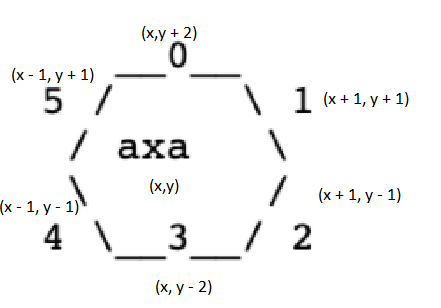 (x,y + 2)
0
(x - 1, y + 1)
5
1 (x + 1, y + 1)
axa
(x,y)
(x + 1, y - 1)
(x - 1, y - 1)
4
3
2
(x, y - 2)